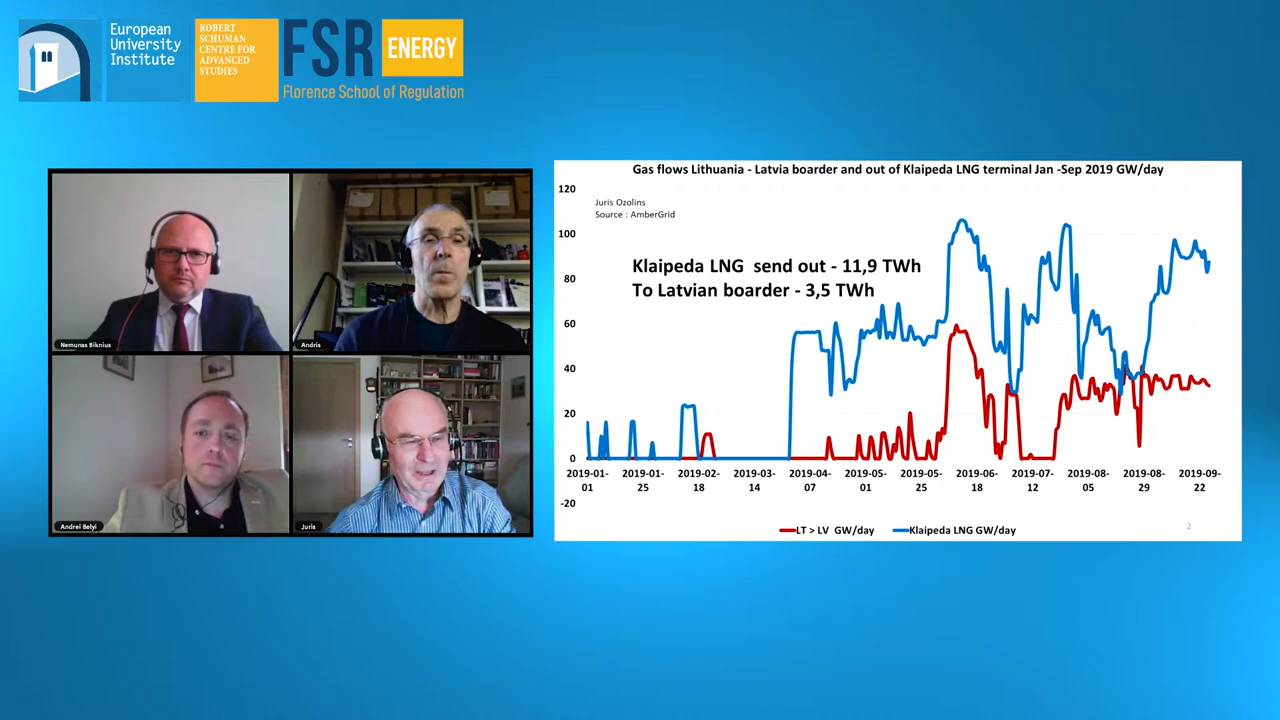 European
University
Institute
ROBERT
SCHUMAN
CENTRE FOR
ADVANCED
STUDIES
FSR ENERGY
Florence School of Regulation
Nemunas Biknius
Andris
Andrei Belyi
Juris
Gas flows Lithuania - Latvia boarder and out of Klaipeda LNG terminal Jan -Sep 2019 GW/day
Juris Ozolins
Source : AmberGrid
Klaipeda LNG send out - 11,9 TWh
To Latvian boarder - 3,5 TWh
120
100
80
60
40
20
0
-20
2019-01-01
2019-01-25
2019-02-18
2019-03-14
2019-04-07
2019-05-01
2019-05-25
2019-06-18
2019-07-12
2019-08-05
2019-08-29
2019-09-22
LT > LV GW/day
Klaipeda LNG GW/day
2